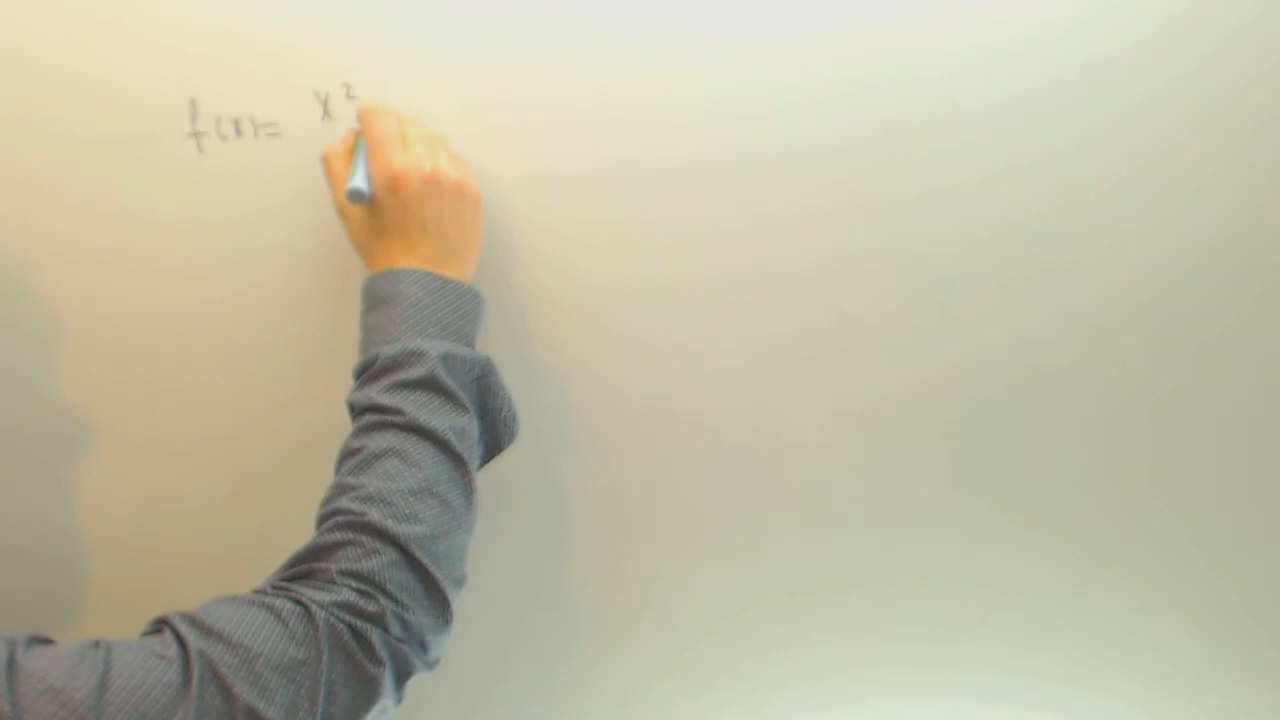 f(x)= x²